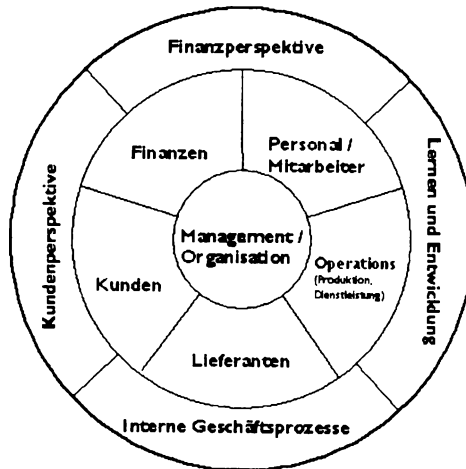 Finanzperspektive
Finanzen
Personal /
Mitarbeiter
Kundenperspektive
Management /
Organisation
Lernen und Entwicklung
Kunden
Operations
(Produktion,
Dienstleistung)
Lieferanten
Interne Geschäftsprozesse